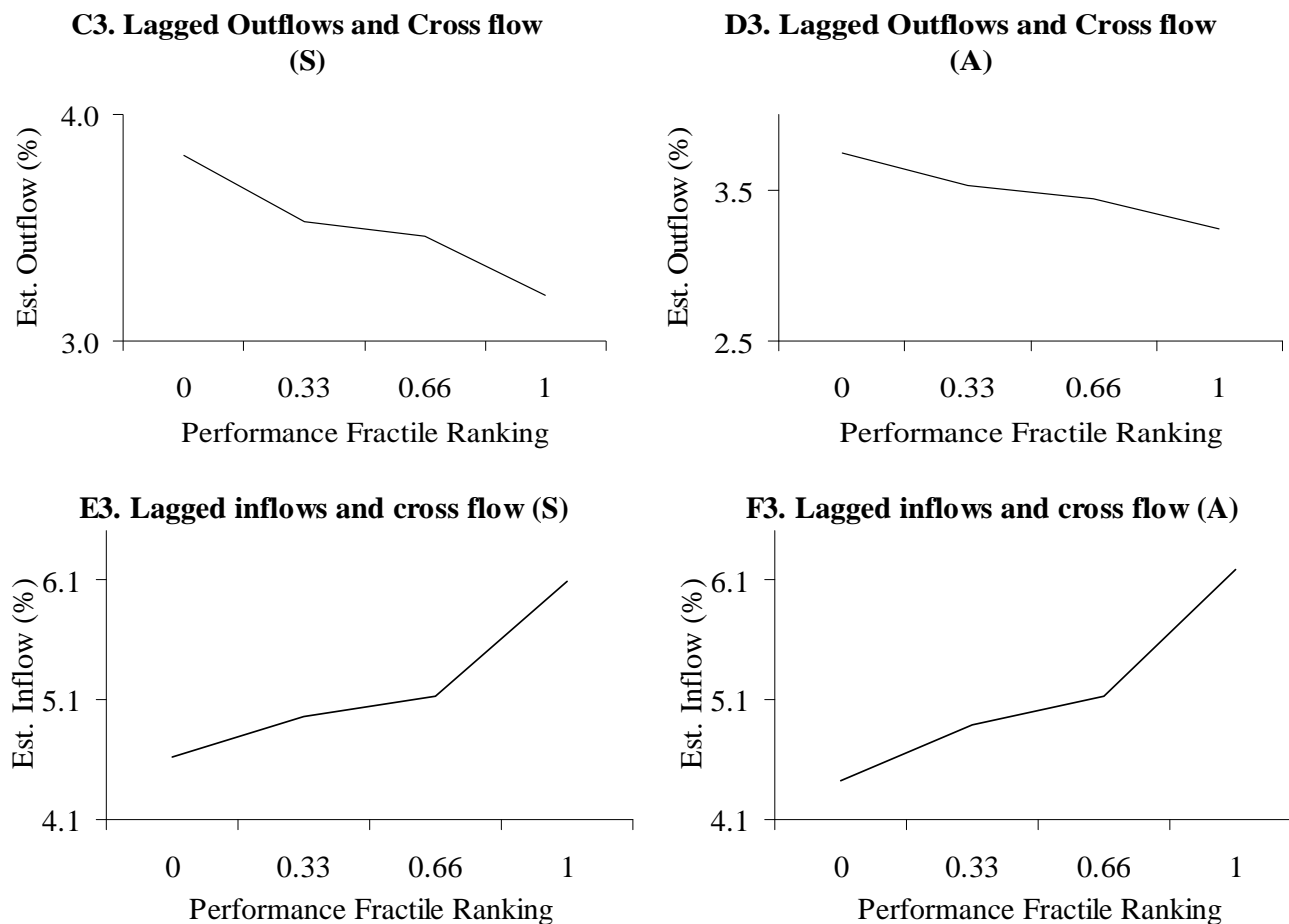 C3. Lagged Outflows and Cross flow
(S)
Est. Outflow (%)
4.0
3.0
0 0.33 0.66 1
Performance Fractile Ranking
D3. Lagged Outflows and Cross flow
(A)
Est. Outflow (%)
3.5
2.5
0 0.33 0.66 1
Performance Fractile Ranking
E3. Lagged inflows and cross flow (S)
Est. Inflow (%)
6.1
5.1
4.1
0 0.33 0.66 1
Performance Fractile Ranking
F3. Lagged inflows and cross flow (A)
Est. Inflow (%)
6.1
5.1
4.1
0 0.33 0.66 1
Performance Fractile Ranking